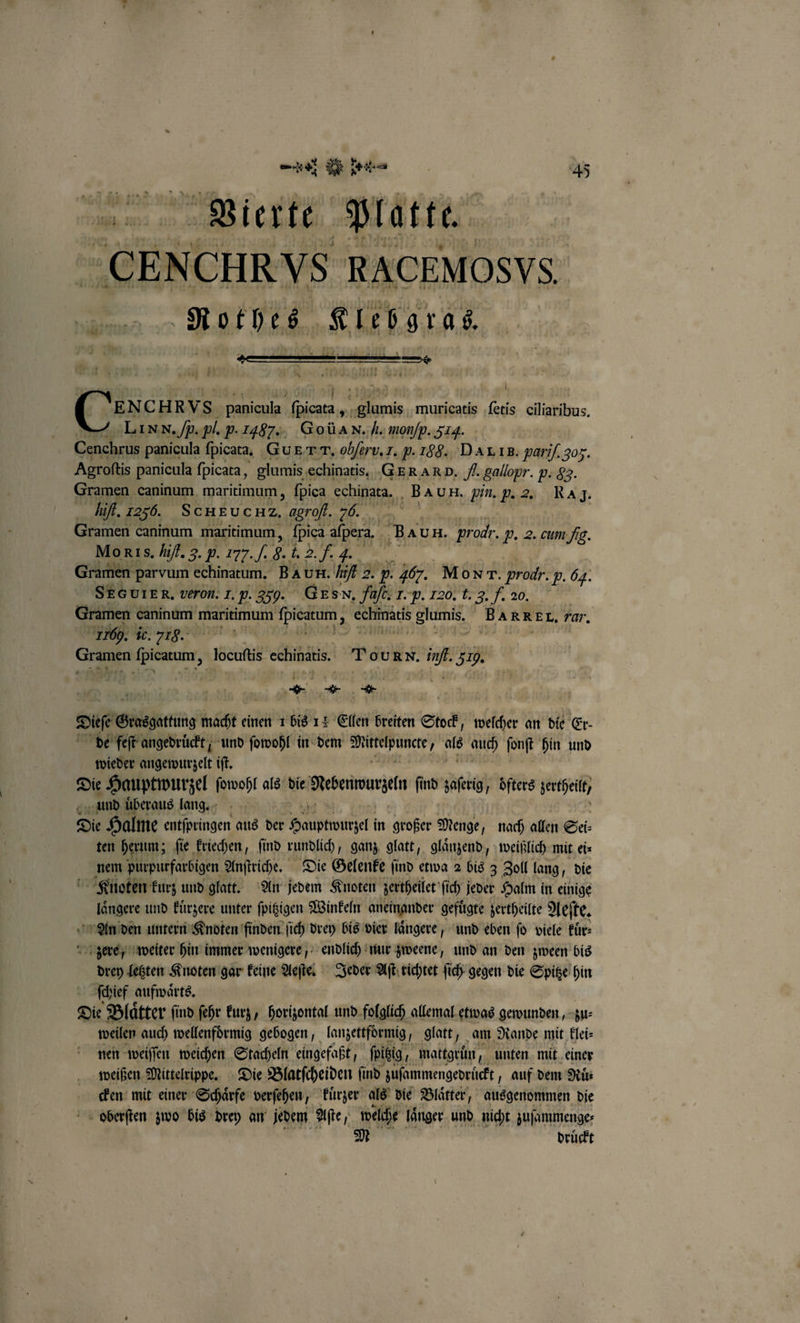 45
Vierte Platte.
CENCHRVS RACEMOSVS.
Rothes Klebgras.
CENCHRVS panicula ſpicata, glumis muricatis ſetis ciliaribus.
LINN. ſp. pl. p. 1487. GOÜAN. h. monſp. 514.
Cenchrus panicula ſpicata. GUETT. obſerv. 1. p. 188. DALIB. pariſ. 305.
Agroſtis panicula ſpicata, glumis echinatis. GERARD. fl. gallopr. p. 83.
Gramen caninum maritimum, ſpica echinata. BAUH. pin. p. 2. RAJ.
hiſt. 1256. SCHEUCHZ. agroſt. 76.
Gramen caninum maritimum, ſpica aſpera. BAUH. prodr. p. 2. cum fig.
MORIS. hiſt. 3. p. 177. ſ. 8. t. 2. f. 4.
Gramen parvum echinatum. BAUH. hiſt 2. p. 467. MONT. prodr. p. 64.
SEGUIER. veron. 1. p. 359. GESN. faſc. 1. p. 120. t. 3. f. 20.
Gramen caninum maritimum ſpicatum, echinatis glumis. BARREL. rar.
1169. ic. 718.
Gramen ſpicatum, locuſtis echinatis. TOURN. inſt. 519.
Dieſe Grasgattung macht einen 1 bis 1½ Ellen breiten Stock, welcher an die Er-
de feſt angedrückt, und ſowohl in dem Mittelpuncte, als auch ſonſt hin und
wieder angewurzelt iſt.
Die Hauptwurzel ſowohl als die Nebenwurzeln ſind zaſerig, öfters zertheilt,
und überaus lang.
Die Halme entſpringen aus der Hauptwurzel in großer Menge, nach allen Sei-
ten herum; ſie kriechen, ſind rundlich, ganz glatt, glänzend, weißlich mit ei-
nem purpurfarbigen Anſtriche. Die Gelenke ſind etwa 2 bis 3 Zoll lang, die
Knoten kurz und glatt. An jedem Knoten zertheilet ſich jeder Halm in einige
längere und kürzere unter ſpitzigen Winkeln aneinander gefügte zertheilte Aeſte.
An den untern Knoten finden ſich drey bis vier längere, und eben ſo viele kür-
zere, weiter hin immer wenigere, endlich nur zweene, und an den zween bis
drey letzten Knoten gar keine Aeſte. Jeder Aſt richtet ſich gegen die Spitze hin
ſchief aufwärts.
Die Blätter ſind ſehr kurz, horizontal und folglich allemal etwas gewunden, zu-
weilen auch wellenförmig gebogen, lanzettförmig, glatt, am Rande mit klei-
nen weiſſen weichen Stacheln eingefaßt, ſpitzig, mattgrün, unten mit einer
weißen Mittelrippe. Die Blatſcheiden ſind zuſammengedrückt, auf dem Rü-
cken mit einer Schärfe verſehen, kürzer als die Blätter, ausgenommen die
oberſten zwo bis drey an jedem Aſte, welche länger und nicht zuſammenge-
M drückt